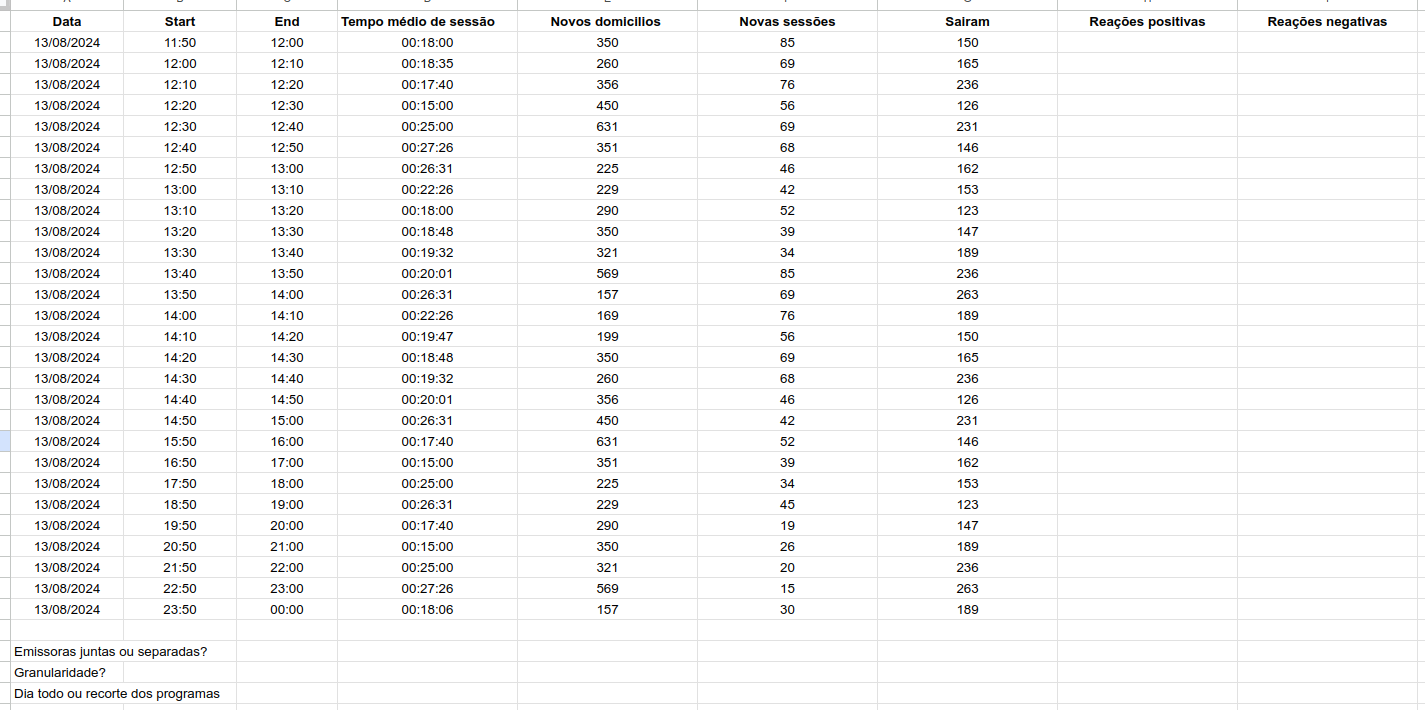 Data Start End Tempo médio de sessão Novos domicilios Novas sessões Sairam Reações positivas Reações negativas
13/08/2024 11:50 12:00 00:18:00 350 85 150
13/08/2024 12:00 12:10 00:18:35 260 69 165
13/08/2024 12:10 12:20 00:17:40 356 76 236
13/08/2024 12:20 12:30 00:15:00 450 56 126
13/08/2024 12:30 12:40 00:25:00 631 69 231
13/08/2024 12:40 12:50 00:27:26 351 68 146
13/08/2024 12:50 13:00 00:26:31 225 46 162
13/08/2024 13:00 13:10 00:22:26 229 42 153
13/08/2024 13:10 13:20 00:18:00 290 52 123
13/08/2024 13:20 13:30 00:18:48 350 39 147
13/08/2024 13:30 13:40 00:19:32 321 34 189
13/08/2024 13:40 13:50 00:20:01 569 85 236
13/08/2024 13:50 14:00 00:26:31 157 69 263
13/08/2024 14:00 14:10 00:22:26 169 76 189
13/08/2024 14:10 14:20 00:19:47 199 56 150
13/08/2024 14:20 14:30 00:18:48 350 69 165
13/08/2024 14:30 14:40 00:19:32 260 68 236
13/08/2024 14:40 14:50 00:20:01 356 46 126
13/08/2024 14:50 15:00 00:26:31 450 42 231
13/08/2024 15:50 16:00 00:17:40 631 52 146
13/08/2024 16:50 17:00 00:15:00 351 39 162
13/08/2024 17:50 18:00 00:25:00 225 34 153
13/08/2024 18:50 19:00 00:26:31 229 45 123
13/08/2024 19:50 20:00 00:17:40 290 19 147
13/08/2024 20:50 21:00 00:15:00 350 26 189
13/08/2024 21:50 22:00 00:25:00 321 20 236
13/08/2024 22:50 23:00 00:27:26 569 15 263
13/08/2024 23:50 00:00 00:18:06 157 30 189
Emissoras juntas ou separadas?
Granularidade?
Dia todo ou recorte dos programas